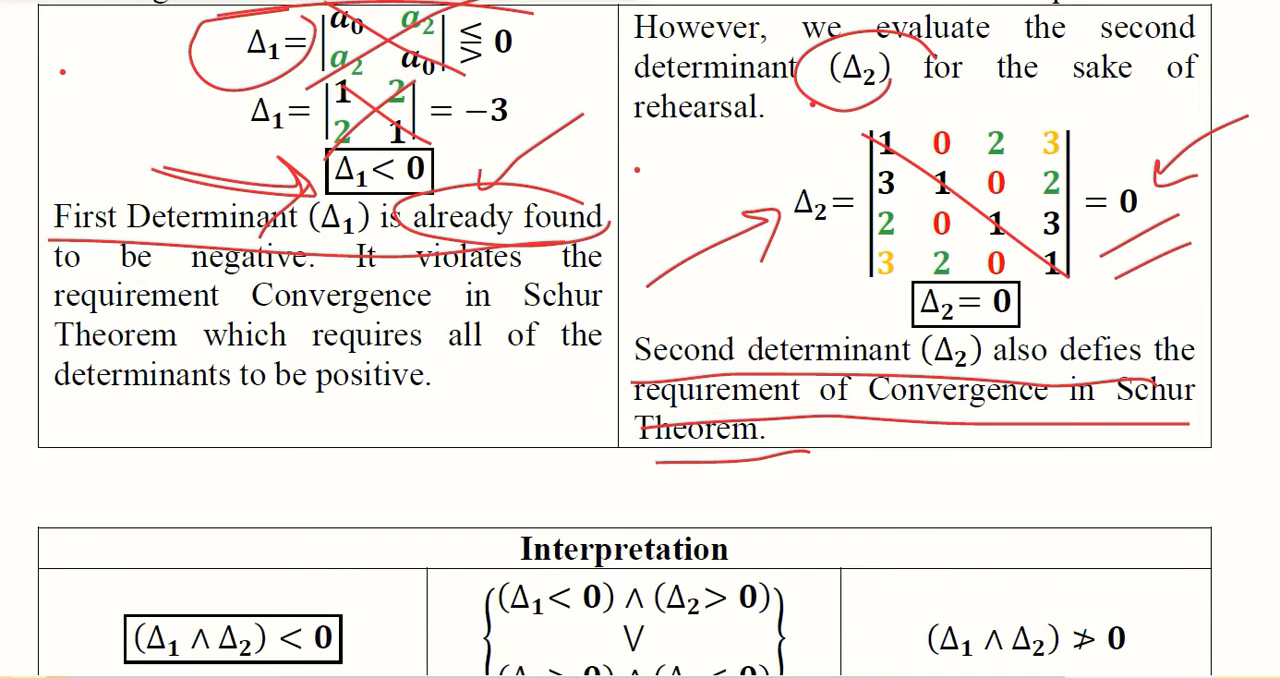 Δ₁= |a₀ a₂| ⋚ 0
|a₂ a₀|
Δ₁= |1 2| = −3
|2 1|
Δ₁< 0
First Determinant (Δ₁) is already found
to be negative. It violates the
requirement Convergence in Schur
Theorem which requires all of the
determinants to be positive.
However, we evaluate the second
determinant (Δ₂) for the sake of
rehearsal.
|1 0 2 3|
|3 1 0 2|
Δ₂= = 0
|2 0 1 3|
|3 2 0 1|
Δ₂= 0
Second determinant (Δ₂) also defies the
requirement of Convergence in Schur
Theorem.
Interpretation
(Δ₁ ∧ Δ₂) < 0
(Δ₁< 0) ∧ (Δ₂> 0)
∨
(Δ₁ ∧ Δ₂) ≯ 0